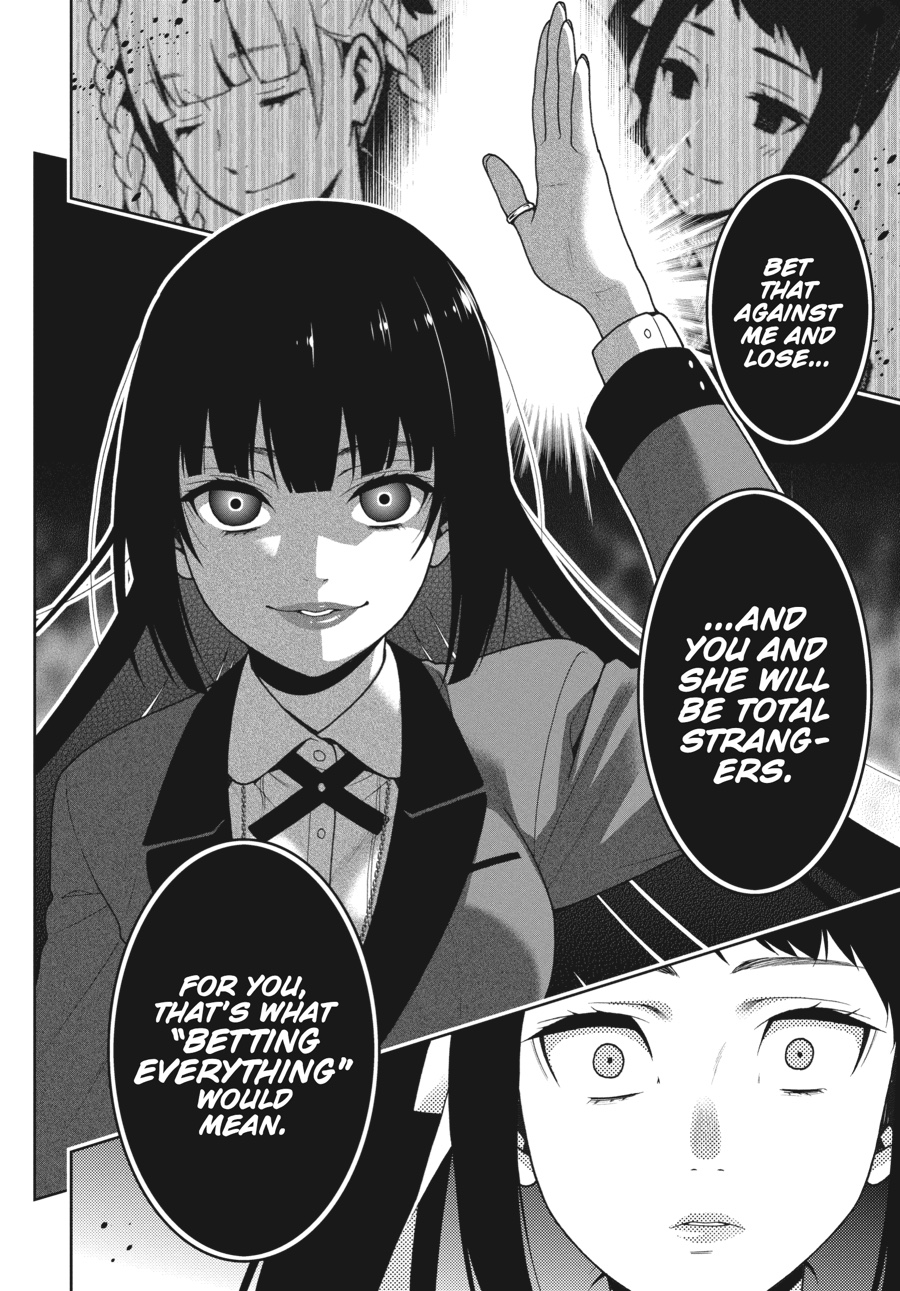 BET
THAT
AGAINST
ME AND
LOSE...
...AND
YOU AND
SHE WILL
BE TOTAL
STRANG-
ERS.
FOR YOU,
THAT'S WHAT
"BETTING
EVERYTHING"
WOULD
MEAN.